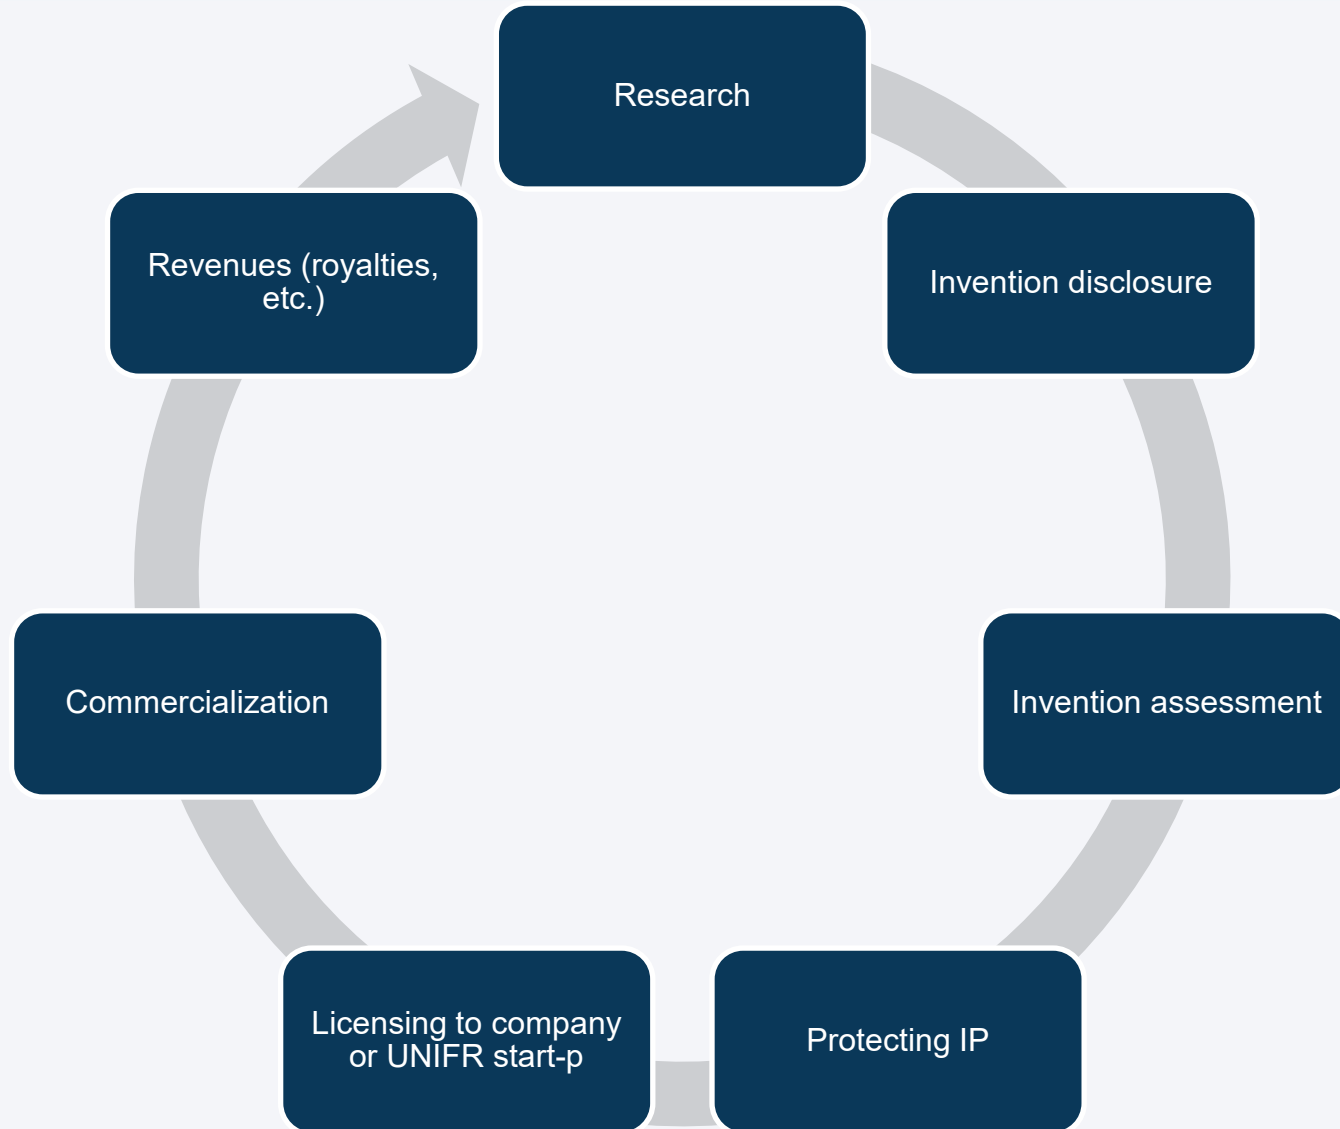 Research
Invention disclosure
Invention assessment
Protecting IP
Licensing to company
or UNIFR start-p
Commercialization
Revenues (royalties,
etc.)